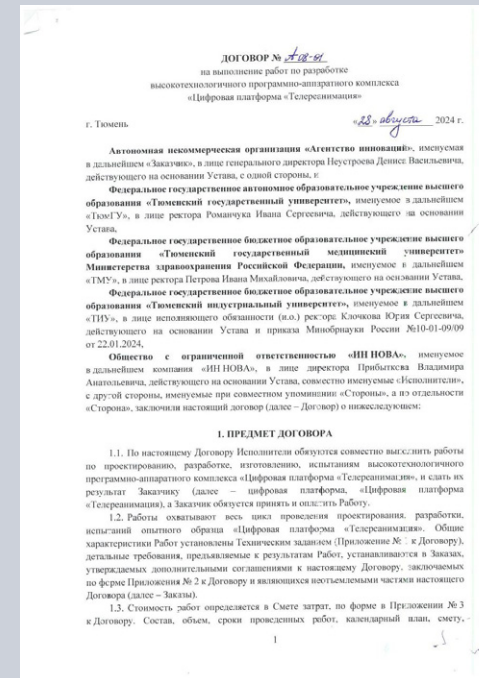 ДОГОВОР № А 08-01
на выполнение работ по разработке
высокотехнологичного программно-аппаратного комплекса
«Цифровая платформа «Телереанимация»
г. Тюмень «28» августа 2024 г.
Автономная некоммерческая организация «Агентство инноваций», именуемая
в дальнейшем «Заказчик», в лице генерального директора Неустроева Дениса Васильевича,
действующего на основании Устава, с одной стороны, и
Федеральное государственное автономное образовательное учреждение высшего
образования «Тюменский государственный университет», именуемое в дальнейшем
«ТюмГУ», в лице ректора Романчука Ивана Сергеевича, действующего на основании
Устава,
Федеральное государственное бюджетное образовательное учреждение высшего
образования «Тюменский государственный медицинский университет»
Министерства здравоохранения Российской Федерации, именуемое в дальнейшем
«ТМУ», в лице ректора Петрова Ивана Михайловича, действующего на основании Устава,
Федеральное государственное бюджетное образовательное учреждение высшего
образования «Тюменский индустриальный университет», именуемое в дальнейшем
«ТИУ», в лице исполняющего обязанности (и.о.) ректора Клочкова Юрия Сергеевича,
действующего на основании Устава и приказа Минобрнауки России №10-01-09/09
от 22.01.2024,
Общество с ограниченной ответственностью «ИН НОВА», именуемое
в дальнейшем компания «ИН НОВА», в лице директора Прибыткова Владимира
Анатольевича, действующего на основании Устава, совместно именуемые «Исполнители»,
с другой стороны, именуемые при совместном упоминании «Стороны», а по отдельности
«Сторона», заключили настоящий договор (далее – Договор) о нижеследующем:
1. ПРЕДМЕТ ДОГОВОРА
1.1. По настоящему Договору Исполнители обязуются совместно выполнить работы
по проектированию, разработке, изготовлению, испытаниям высокотехнологичного
программно-аппаратного комплекса «Цифровая платформа «Телереанимация», и сдать их
результат Заказчику (далее – цифровая платформа, «Цифровая платформа
«Телереанимация), а Заказчик обязуется принять и оплатить Работу.
1.2. Работы охватывают весь цикл проведения проектирования, разработки,
испытаний опытного образца «Цифровая платформа «Телереанимация». Общие
характеристики Работ установлены Техническим заданием (Приложение № к Договору),
детальные требования, предъявляемые к результатам Работ, устанавливаются в Заказах,
утверждаемых дополнительными соглашениями к настоящему Договору, заключаемых
по форме Приложения № 2 к Договору и являющихся неотъемлемыми частями настоящего
Договора (далее – Заказы).
1.3. Стоимость работ определяется в Смете затрат, по форме в Приложении № 3
к Договору. Состав, объем, сроки проведенных работ, календарный план, смету,
1